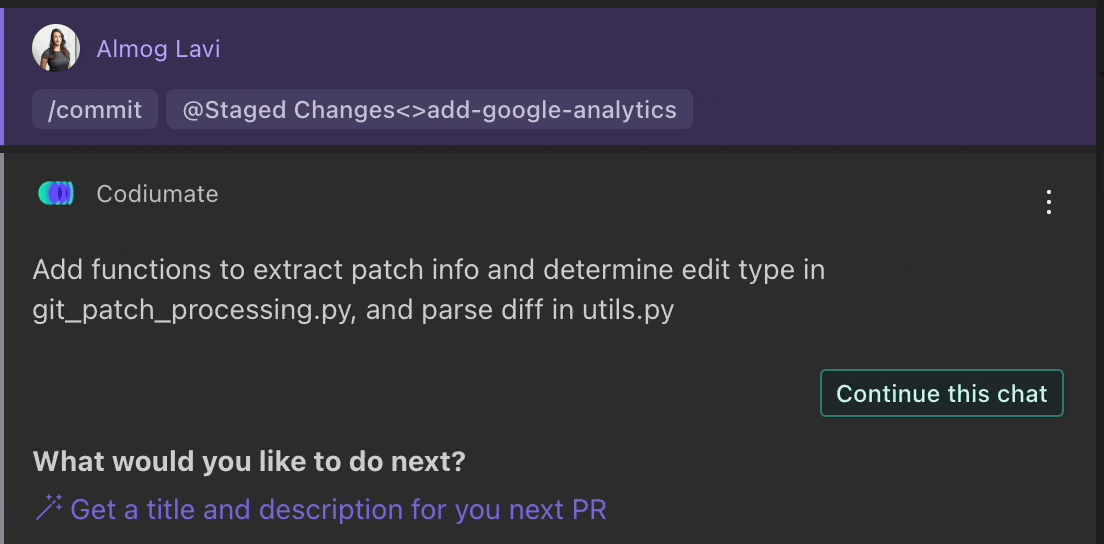 Almog Lavi
/commit @Staged Changes<>add-google-analytics
Codiumate
Add functions to extract patch info and determine edit type in
git_patch_processing.py, and parse diff in utils.py
Continue this chat
What would you like to do next?
Get a title and description for you next PR